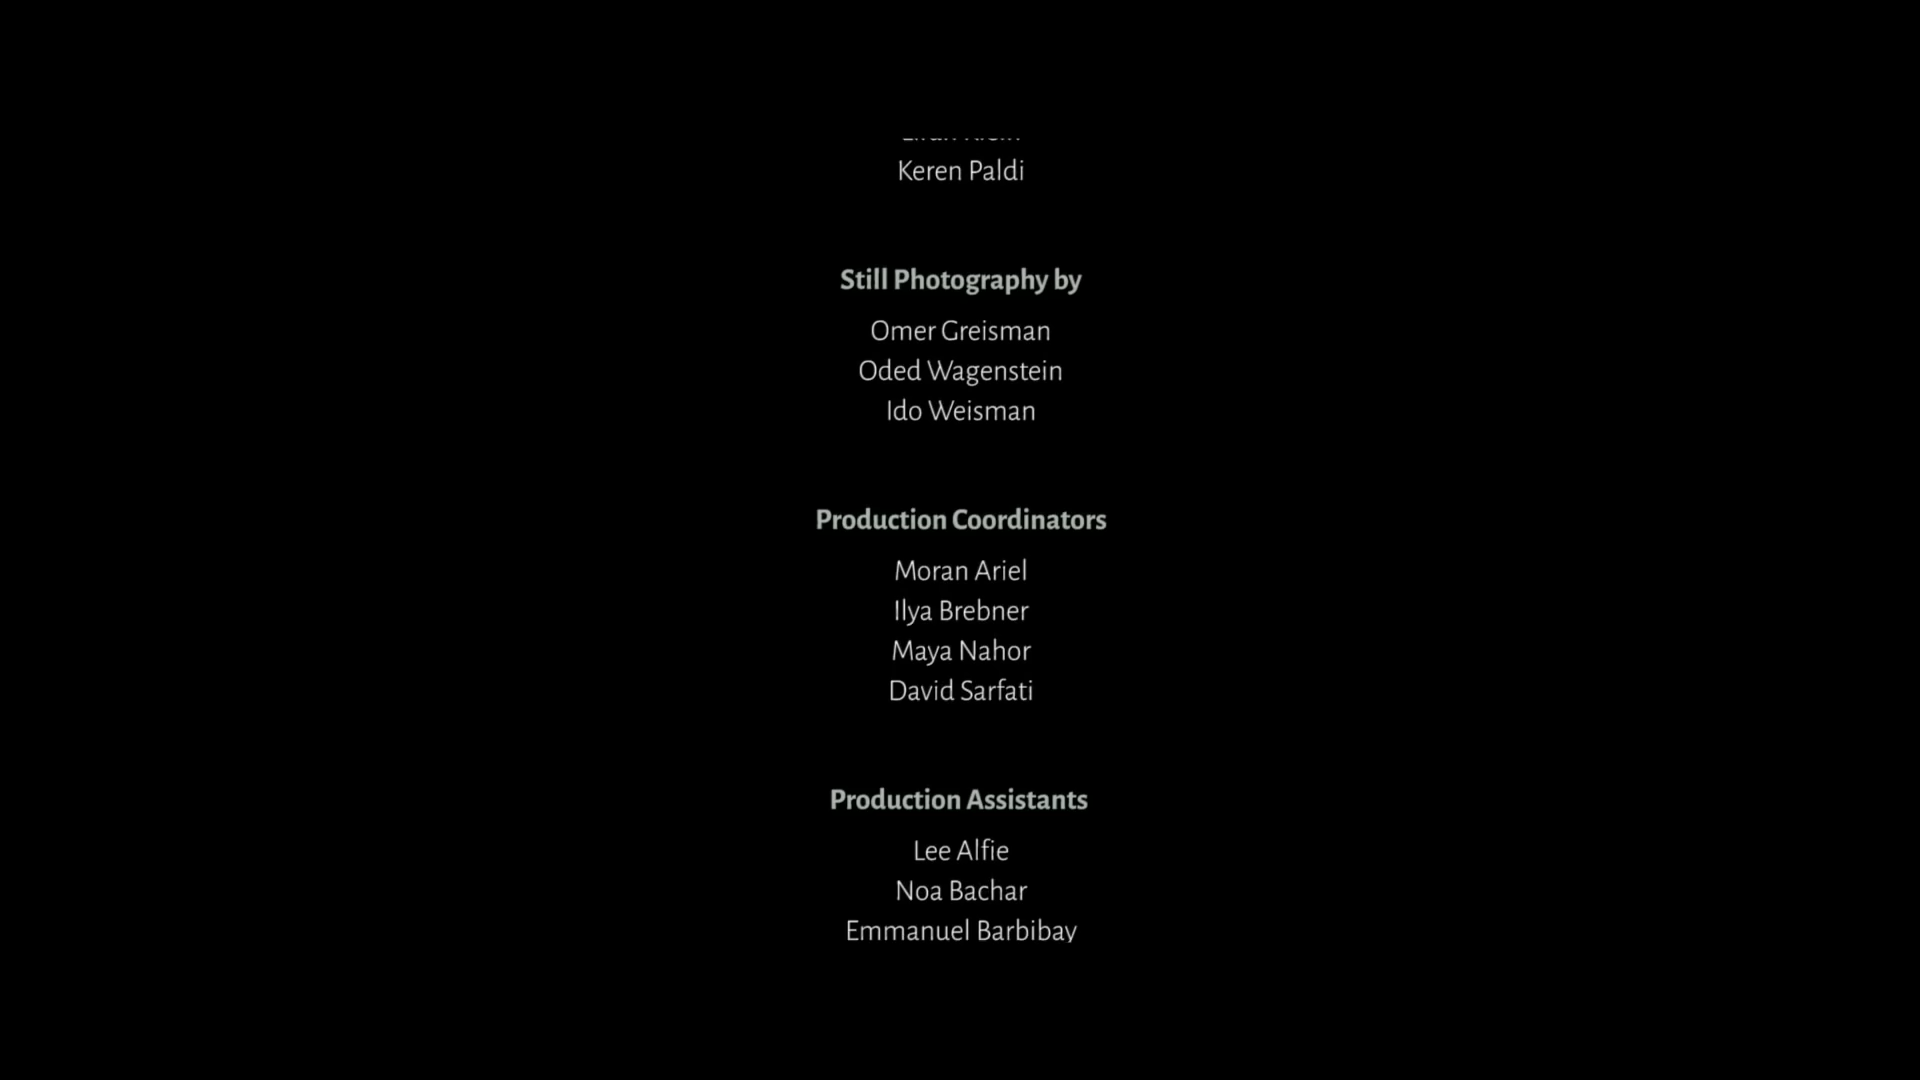 Keren Paldi
Still Photography by
Omer Greisman
Oded Wagenstein
Ido Weisman
Production Coordinators
Moran Ariel
Ilya Brebner
Maya Nahor
David Sarfati
Production Assistants
Lee Alfie
Noa Bachar
Emmanuel Barbibay